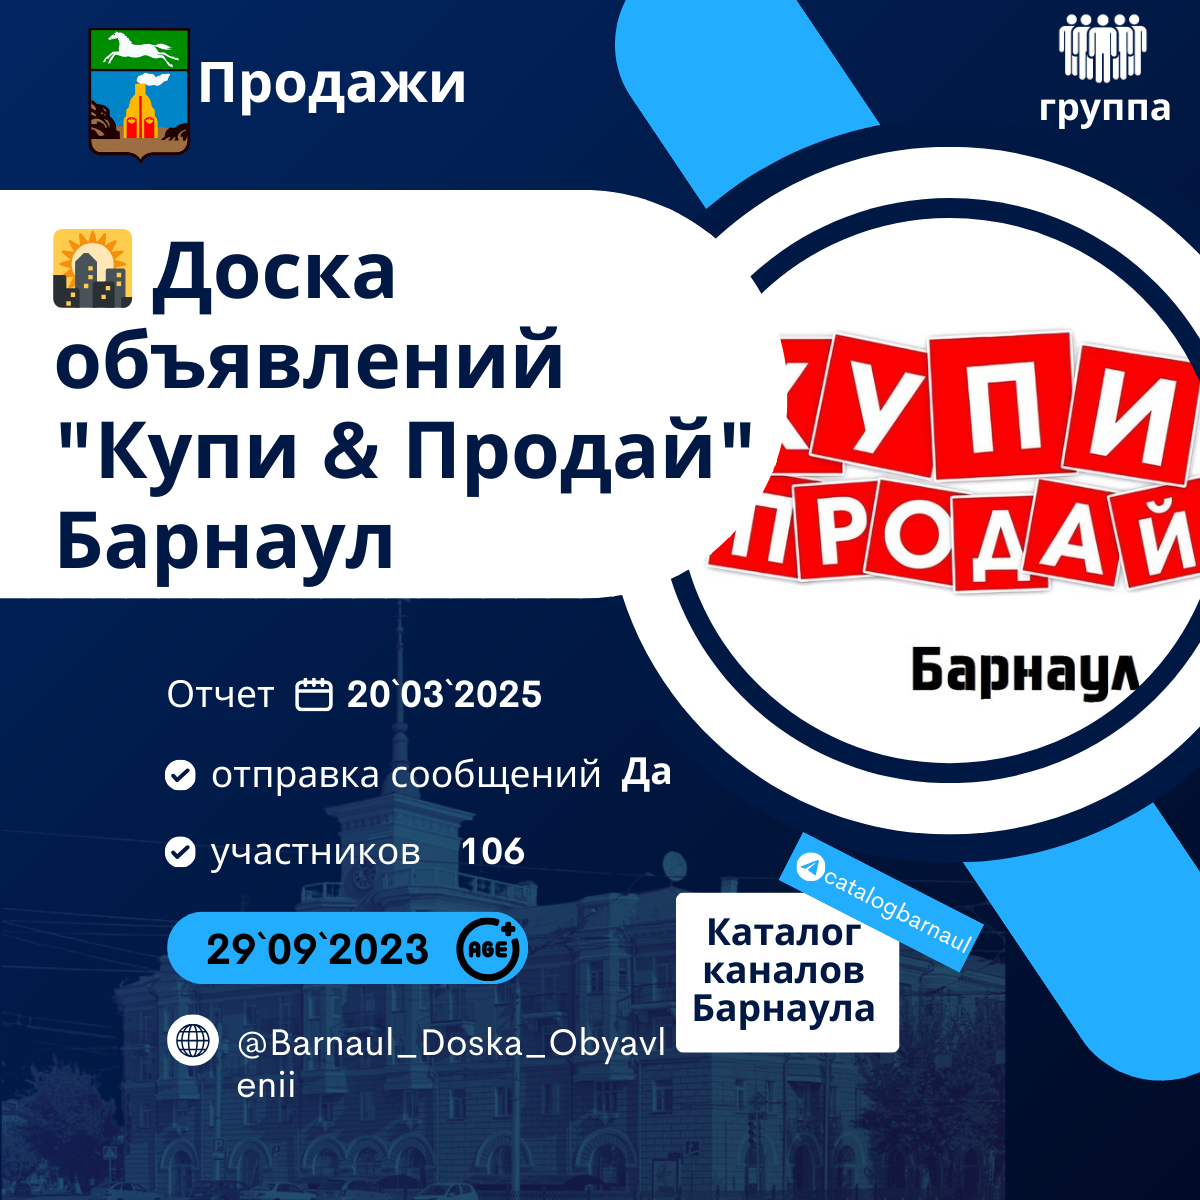 Продажи
группа
Доска
объявлений
"Купи & Продай"
Барнаул
КУПИ
ПРОДАЙ
Барнаул
Отчет 20`03`2025
отправка сообщений Да
участников 106
29`09`2023 AGE+
@Barnaul_Doska_Obyavl
enii
catalogbarnaul
Каталог
каналов
Барнаула